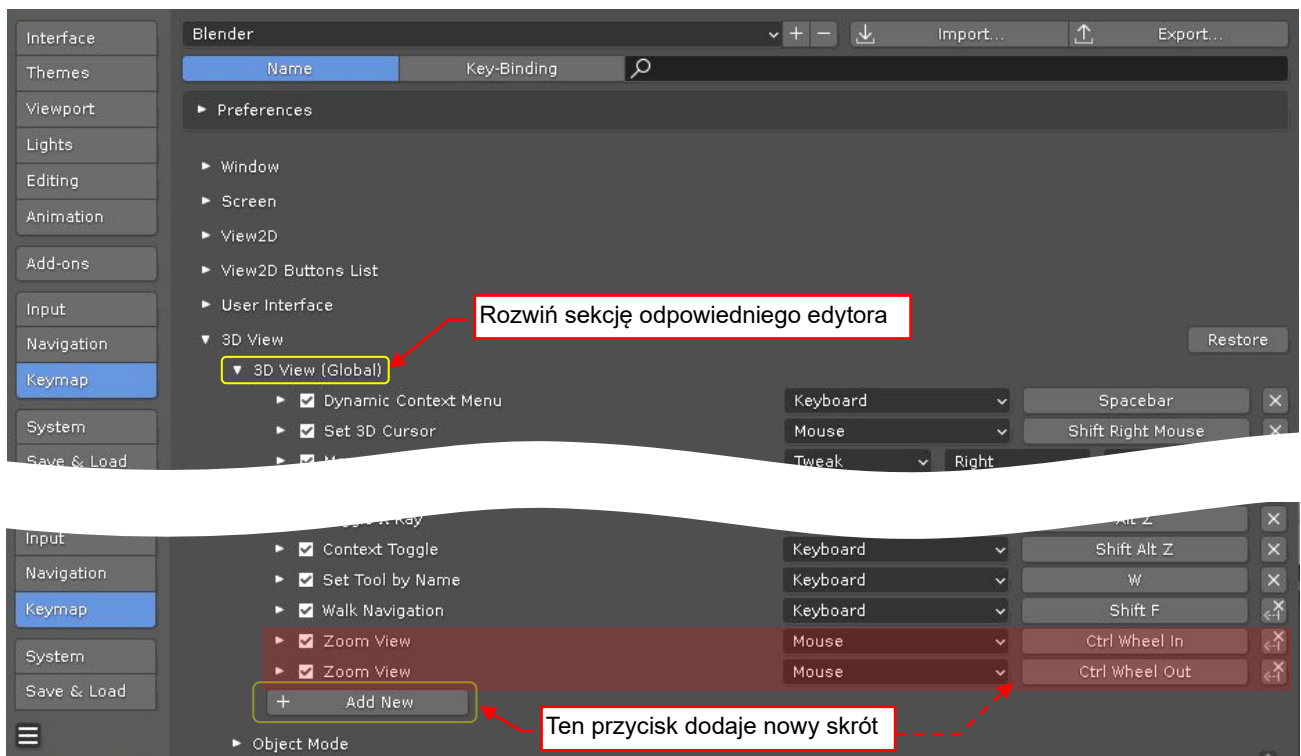 Interface
Blender
Import...
Export...
Themes
Name
Key-Binding
Viewport
Preferences
Lights
Window
Editing
Screen
Animation
View2D
Add-ons
View2D Buttons List
Input
User Interface
Rozwiń sekcję odpowiedniego edytora
Navigation
3D View
Restore
Keymap
3D View (Global)
Dynamic Context Menu
Keyboard
Spacebar
System
Set 3D Cursor
Mouse
Shift Right Mouse
Save & Load
Tweak
Right
Alt Z
Input
Context Toggle
Keyboard
Shift Alt Z
Navigation
Set Tool by Name
Keyboard
W
Keymap
Walk Navigation
Keyboard
Shift F
Zoom View
Mouse
Ctrl Wheel In
System
Zoom View
Mouse
Ctrl Wheel Out
Save & Load
+ Add New
Ten przycisk dodaje nowy skrót
Object Mode